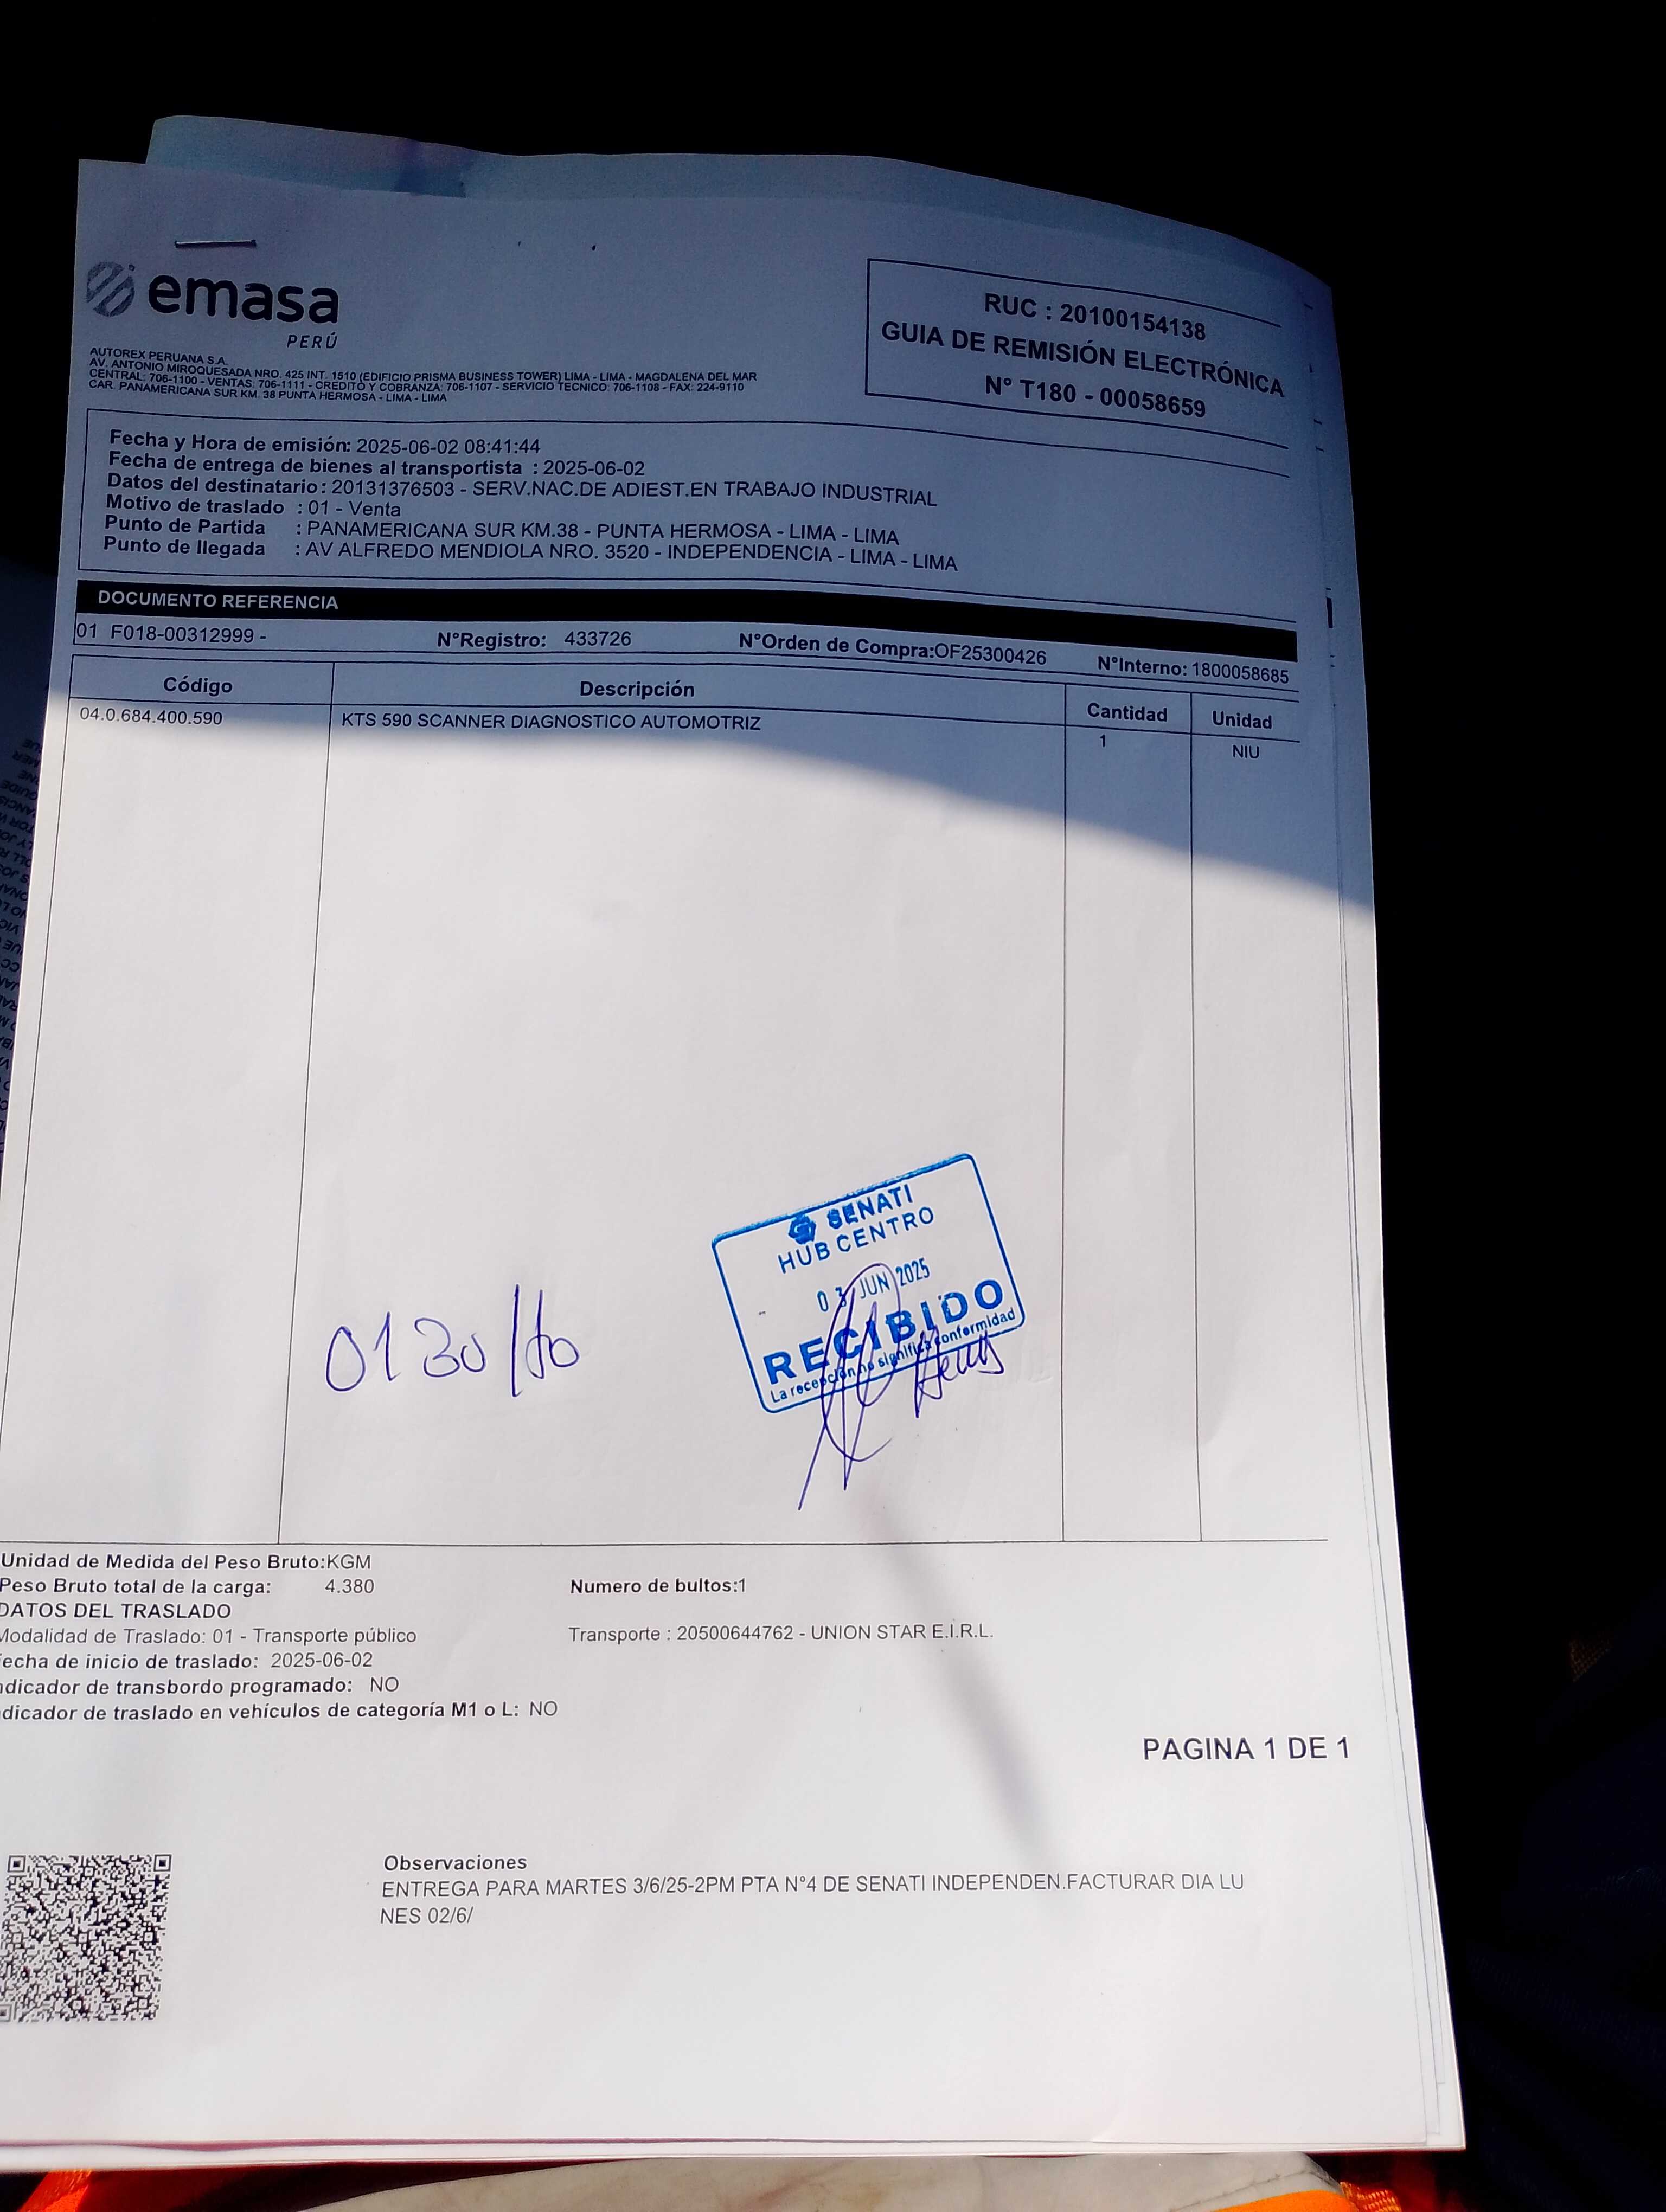 emasa
PERÚ
AUTOREX PERUANA S.A.
AV. ANTONIO MIROQUESADA NRO. 425 INT. 1510 (EDIFICIO PRISMA BUSINESS TOWER) LIMA - LIMA - MAGDALENA DEL MAR
CENTRAL: 706-1100 - VENTAS: 706-1111 - CREDITO Y COBRANZA: 706-1107 - SERVICIO TECNICO: 706-1108 - FAX: 224-9110
CAR. PANAMERICANA SUR KM. 38 PUNTA HERMOSA - LIMA - LIMA
RUC : 20100154138
GUIA DE REMISIÓN ELECTRÓNICA
N° T180 - 00058659
Fecha y Hora de emisión: 2025-06-02 08:41:44
Fecha de entrega de bienes al transportista : 2025-06-02
Datos del destinatario: 20131376503 - SERV.NAC.DE ADIEST.EN TRABAJO INDUSTRIAL
Motivo de traslado : 01 - Venta
Punto de Partida : PANAMERICANA SUR KM.38 - PUNTA HERMOSA - LIMA - LIMA
Punto de llegada : AV ALFREDO MENDIOLA NRO. 3520 - INDEPENDENCIA - LIMA - LIMA
DOCUMENTO REFERENCIA
01 F018-00312999 - N°Registro: 433726 N°Orden de Compra:OF25300426 N°Interno: 1800058685
Código Descripción Cantidad Unidad
04.0.684.400.590 KTS 590 SCANNER DIAGNOSTICO AUTOMOTRIZ 1 NIU
SENATI
HUB CENTRO
03 JUN 2025
RECIBIDO
La recepción no significa conformidad
Unidad de Medida del Peso Bruto:KGM
Peso Bruto total de la carga: 4.380 Numero de bultos:1
DATOS DEL TRASLADO
Modalidad de Traslado: 01 - Transporte público Transporte : 20500644762 - UNION STAR E.I.R.L.
echa de inicio de traslado: 2025-06-02
ndicador de transbordo programado: NO
dicador de traslado en vehículos de categoría M1 o L: NO
PAGINA 1 DE 1
Observaciones
ENTREGA PARA MARTES 3/6/25-2PM PTA N°4 DE SENATI INDEPENDEN.FACTURAR DIA LU
NES 02/6/